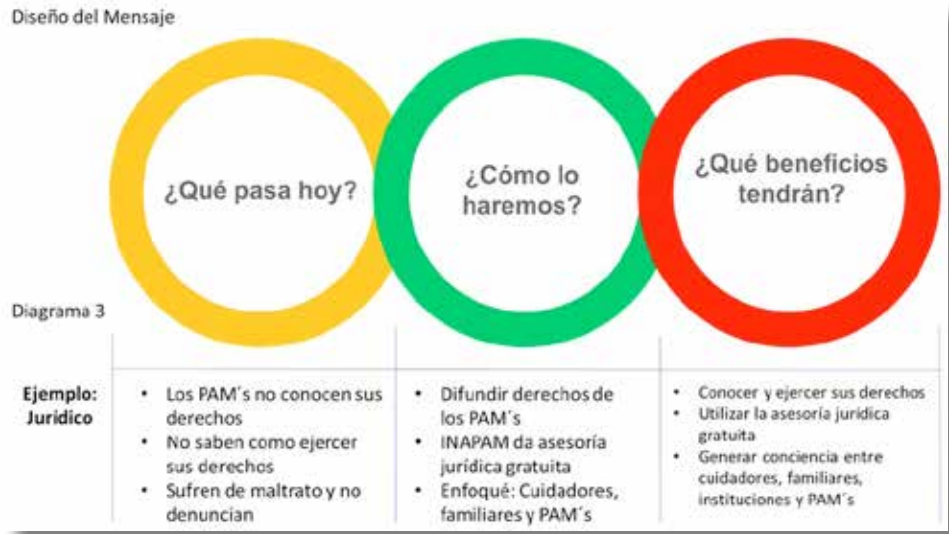 Diseño del Mensaje
¿Qué pasa hoy?
¿Cómo lo
haremos?
¿Qué beneficios
tendrán?
Diagrama 3
Ejemplo:
Jurídico
• Los PAM´s no conocen sus
derechos
• No saben como ejercer
sus derechos
• Sufren de maltrato y no
denuncian
• Difundir derechos de
los PAM´s
• INAPAM da asesoría
jurídica gratuita
• Enfoqué: Cuidadores,
familiares y PAM´s
• Conocer y ejercer sus derechos
• Utilizar la asesoría jurídica
gratuita
• Generar conciencia entre
cuidadores, familiares,
instituciones y PAM´s